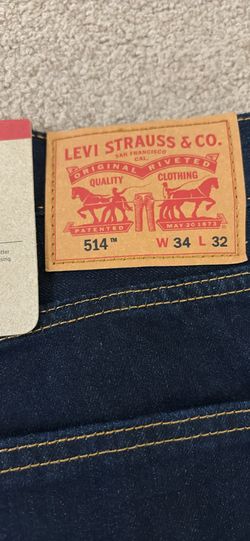 LEVI STRAUSS & CO.
SAN FRANCISCO
CAL.
ORIGINAL RIVETED
QUALITY CLOTHING
PATENTED MAY 20 1873
514™ W 34 L 32